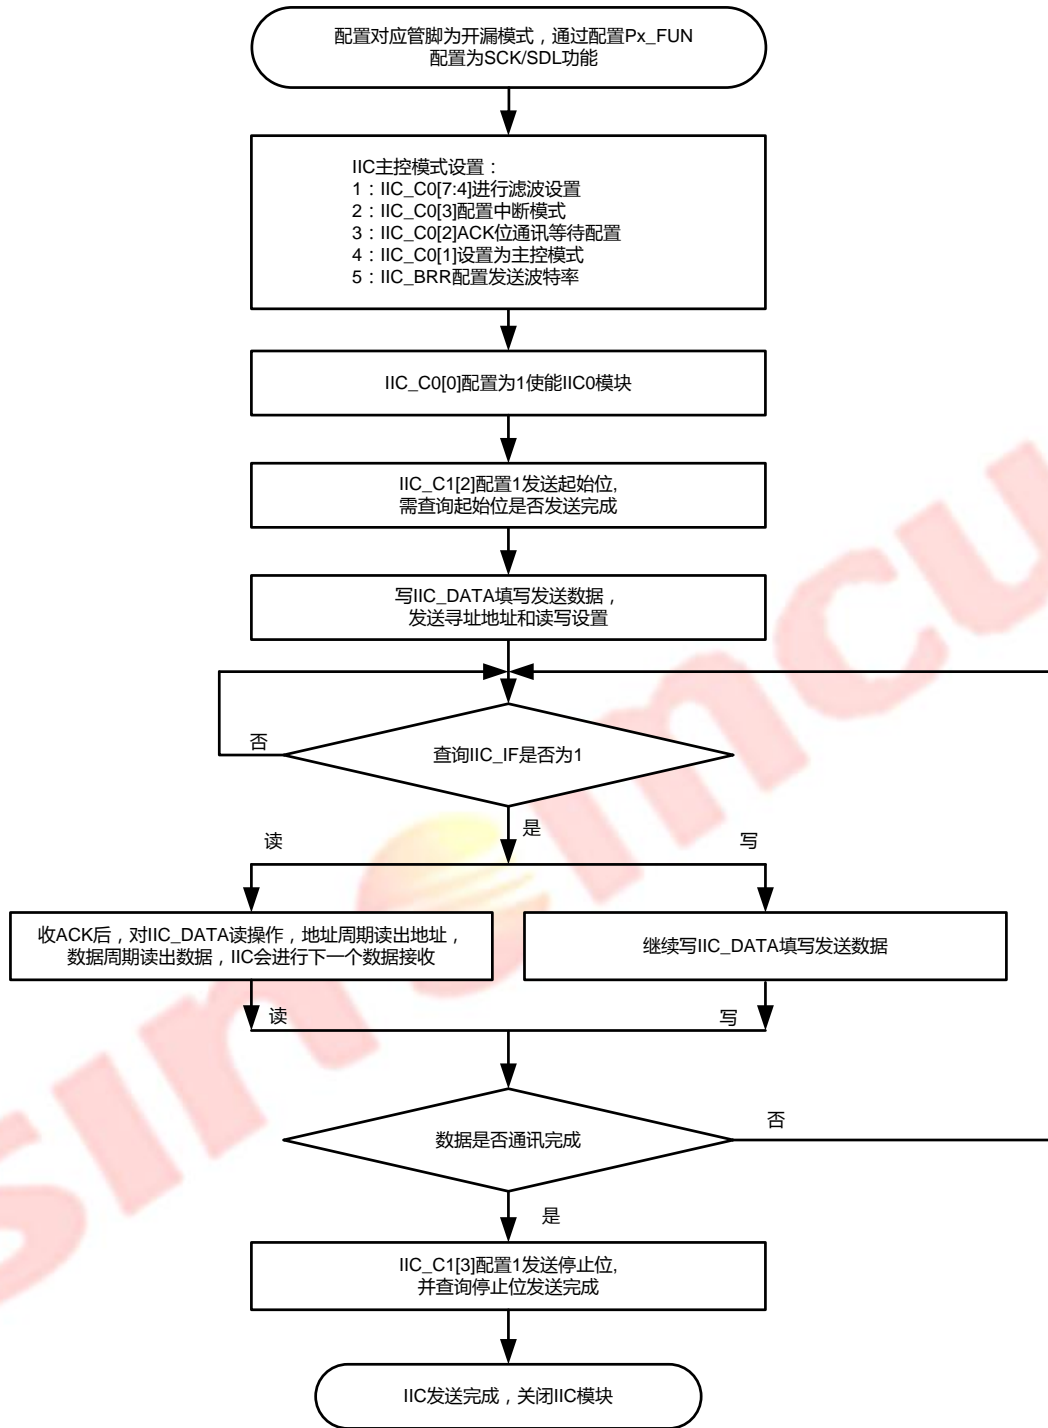 配置对应管脚为开漏模式，通过配置Px_FUN
配置为SCK/SDL功能
IIC主控模式设置：
1：IIC_C0[7:4]进行滤波设置
2：IIC_C0[3]配置中断模式
3：IIC_C0[2]ACK位通讯等待配置
4：IIC_C0[1]设置为主控模式
5：IIC_BRR配置发送波特率
IIC_C0[0]配置为1使能IIC0模块
IIC_C1[2]配置1发送起始位,
需查询起始位是否发送完成
写IIC_DATA填写发送数据，
发送寻址地址和读写设置
否
查询IIC_IF是否为1
是
读
写
收ACK后，对IIC_DATA读操作，地址周期读出地址，
数据周期读出数据，IIC会进行下一个数据接收
继续写IIC_DATA填写发送数据
读
写
数据是否通讯完成
否
是
IIC_C1[3]配置1发送停止位,
并查询停止位发送完成
IIC发送完成，关闭IIC模块
sinomcu